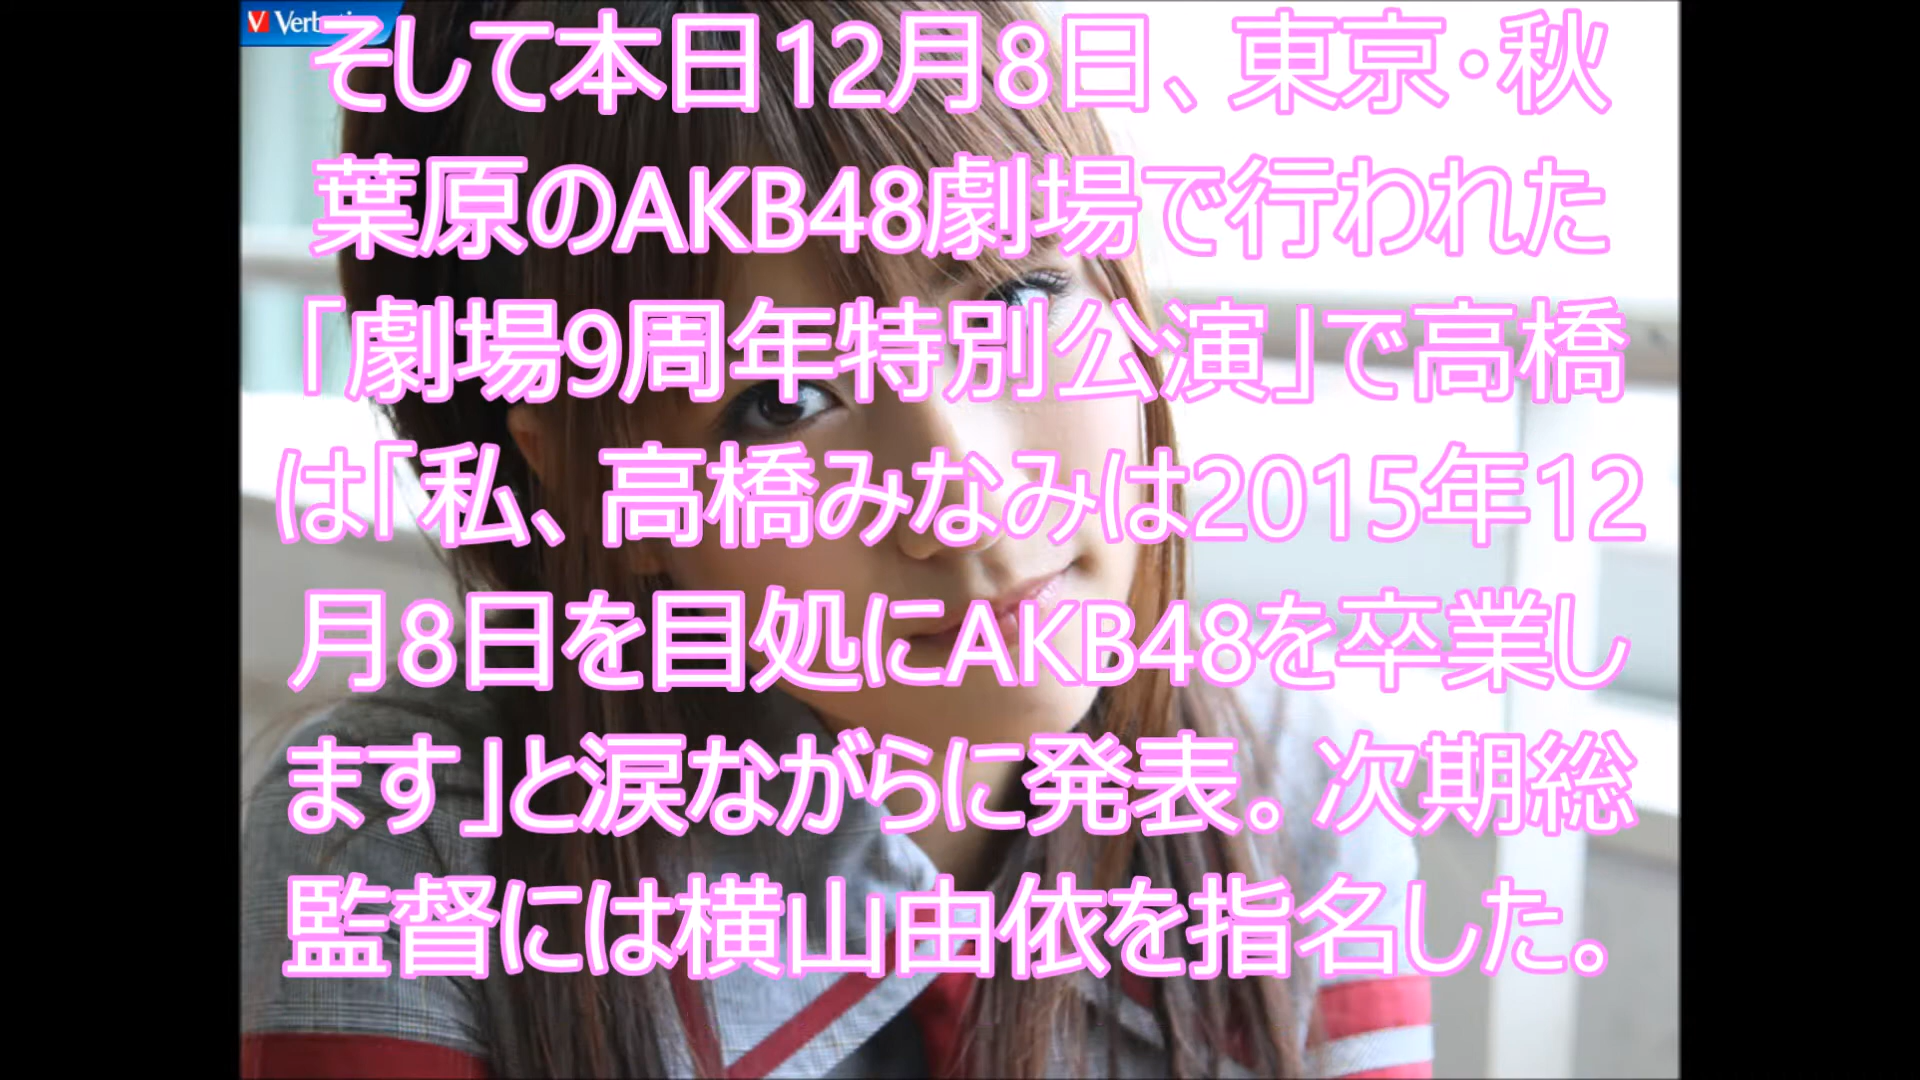 そして本日12月8日、東京・秋
葉原のAKB48劇場で行われた
「劇場9周年特別公演」で高橋
は「私、高橋みなみは2015年12
月8日を目処にAKB48を卒業し
ます」と涙ながらに発表。次期総
監督には横山由依を指名した。